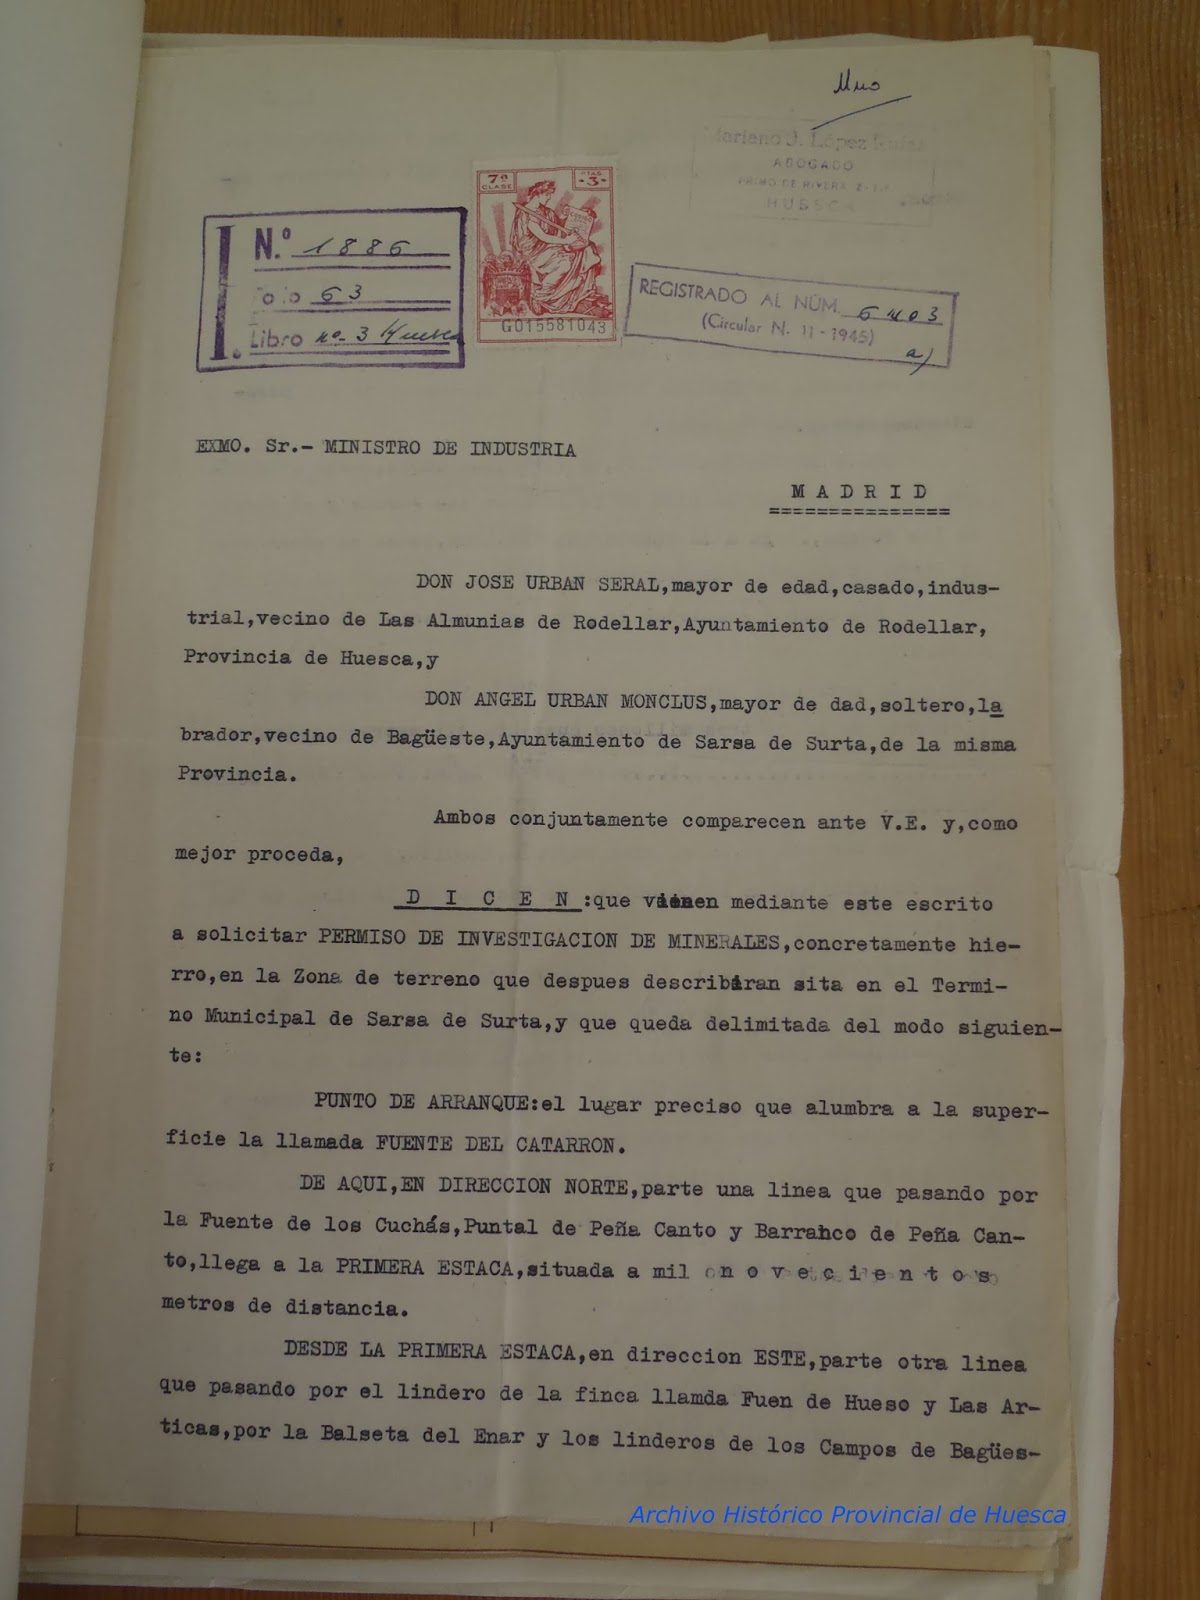 Mariano J. López
ABOGADO
PRIMO DE RIVERA 2-1.º
HUESCA
7ª CLASE
PTAS -3-
G015581043
I.
N.º 1886
Folio 63
Libro nº-3 Huesca
REGISTRADO AL NÚM.
(Circular N. 11-1945)
a)
EXMO. Sr.- MINISTRO DE INDUSTRIA
M A D R I D
===============
DON JOSE URBAN SERAL,mayor de edad,casado,indus-
trial,vecino de Las Almunias de Rodellar,Ayuntamiento de Rodellar,
Provincia de Huesca,y
DON ANGEL URBAN MONCLUS,mayor de dad,soltero,la
brador,vecino de Bagüeste,Ayuntamiento de Sarsa de Surta,de la misma
Provincia.
Ambos conjuntamente comparecen ante V.E. y,como
mejor proceda,
D I C E N :que vienen mediante este escrito
a solicitar PERMISO DE INVESTIGACION DE MINERALES,concretamente hie-
rro,en la Zona de terreno que despues describiran sita en el Termi-
no Municipal de Sarsa de Surta,y que queda delimitada del modo siguien-
te:
PUNTO DE ARRANQUE:el lugar preciso que alumbra a la super-
ficie la llamada FUENTE DEL CATARRON.
DE AQUI,EN DIRECCION NORTE,parte una linea que pasando por
la Fuente de los Cuchás,Puntal de Peña Canto y Barranco de Peña Can-
to,llega a la PRIMERA ESTACA,situada a mil n o v e c i e n t o s
metros de distancia.
DESDE LA PRIMERA ESTACA,en direccion ESTE,parte otra linea
que pasando por el lindero de la finca llamda Fuen de Hueso y Las Ar-
ticas,por la Balseta del Enar y los linderos de los Campos de Bagües-
Archivo Histórico Provincial de Huesca